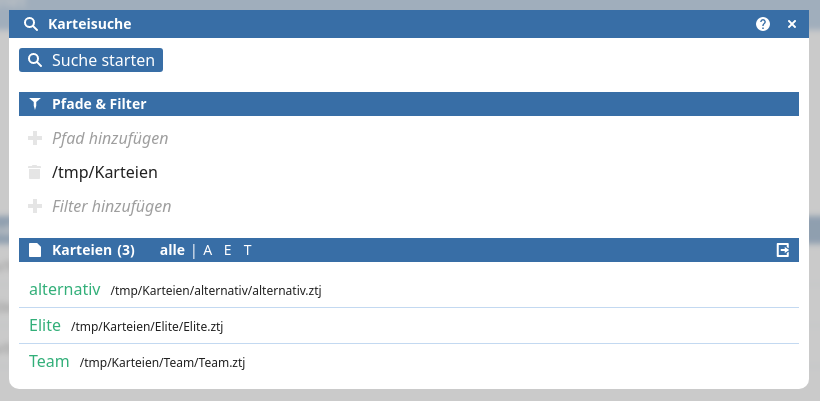 Karteisuche
Suche starten
Pfade & Filter
Pfad hinzufügen
/tmp/Karteien
Filter hinzufügen
Karteien (3) alle | A E T
alternativ /tmp/Karteien/alternativ/alternativ.ztj
Elite /tmp/Karteien/Elite/Elite.ztj
Team /tmp/Karteien/Team/Team.ztj